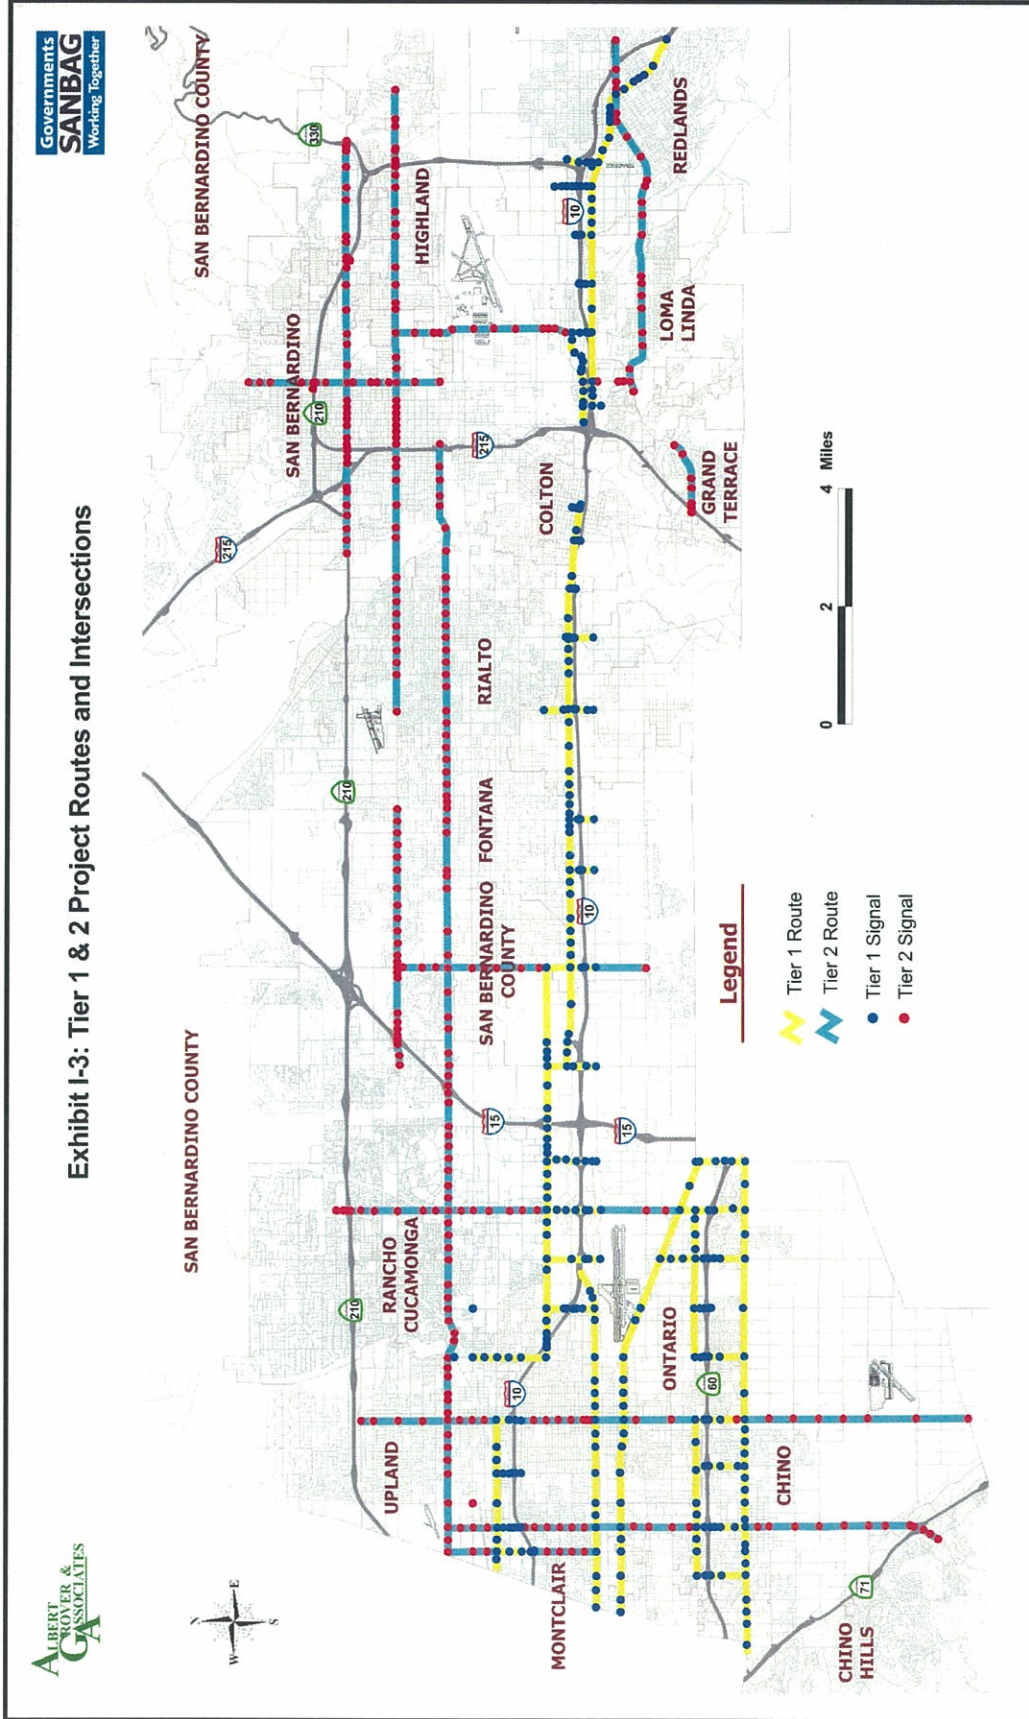 Exhibit I-3: Tier 1 & 2 Project Routes and Intersections
ALBERT
GROVER &
ASSOCIATES
Governments
SANBAG
Working Together
N
W
E
S
SAN BERNARDINO COUNTY
SAN BERNARDINO COUNTY
330
210
215
SAN BERNARDINO
210
210
215
HIGHLAND
RANCHO
CUCAMONGA
UPLAND
SAN BERNARDINO
COUNTY
FONTANA
RIALTO
COLTON
10
15
15
10
10
REDLANDS
LOMA
LINDA
GRAND
TERRACE
MONTCLAIR
ONTARIO
60
CHINO
CHINO
HILLS
71
Legend
Tier 1 Route
Tier 2 Route
Tier 1 Signal
Tier 2 Signal
0
2
4
Miles